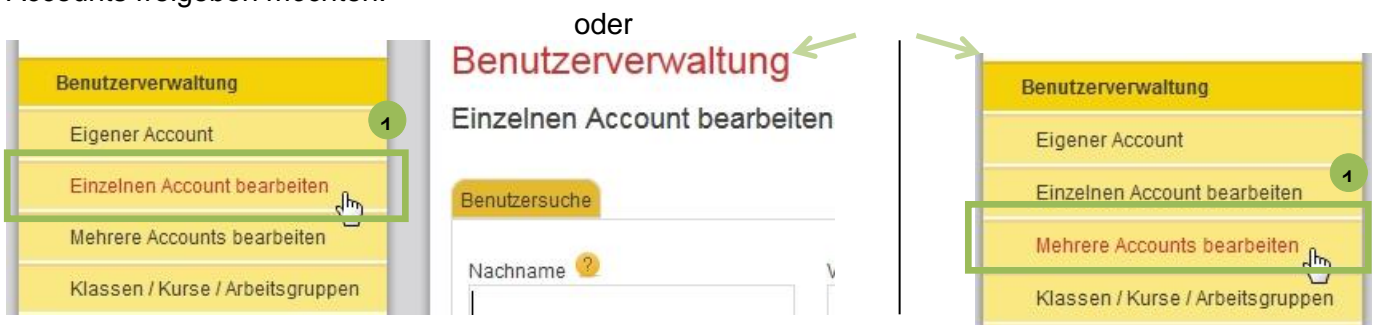 Accounts freigeben möchten.
oder
Benutzerverwaltung
Eigener Account
1
Einzelnen Account bearbeiten
Mehrere Accounts bearbeiten
Klassen / Kurse / Arbeitsgruppen
Benutzerverwaltung
Einzelnen Account bearbeiten
Benutzersuche
Nachname ?
V
Benutzerverwaltung
Eigener Account
1
Einzelnen Account bearbeiten
Mehrere Accounts bearbeiten
Klassen / Kurse / Arbeitsgruppen